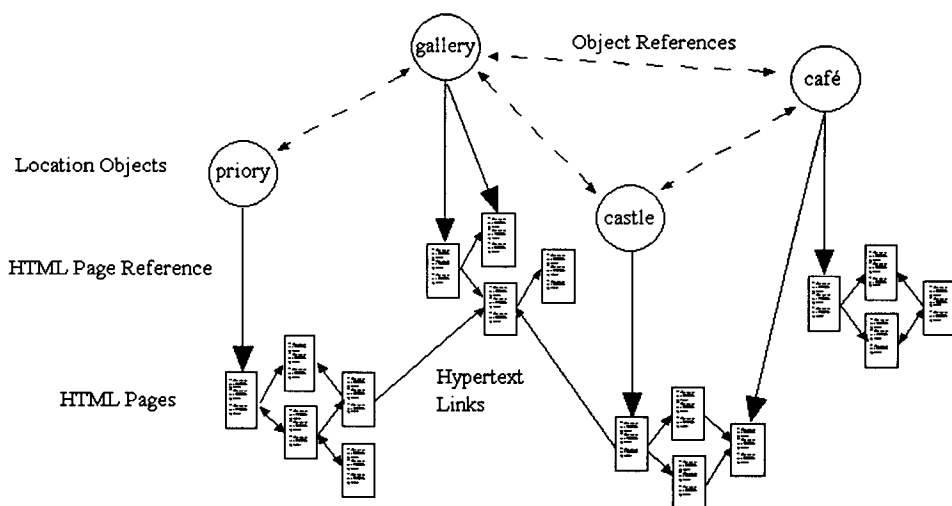 gallery
Object References
café
Location Objects
priory
castle
HTML Page Reference
HTML Pages
Hypertext
Links